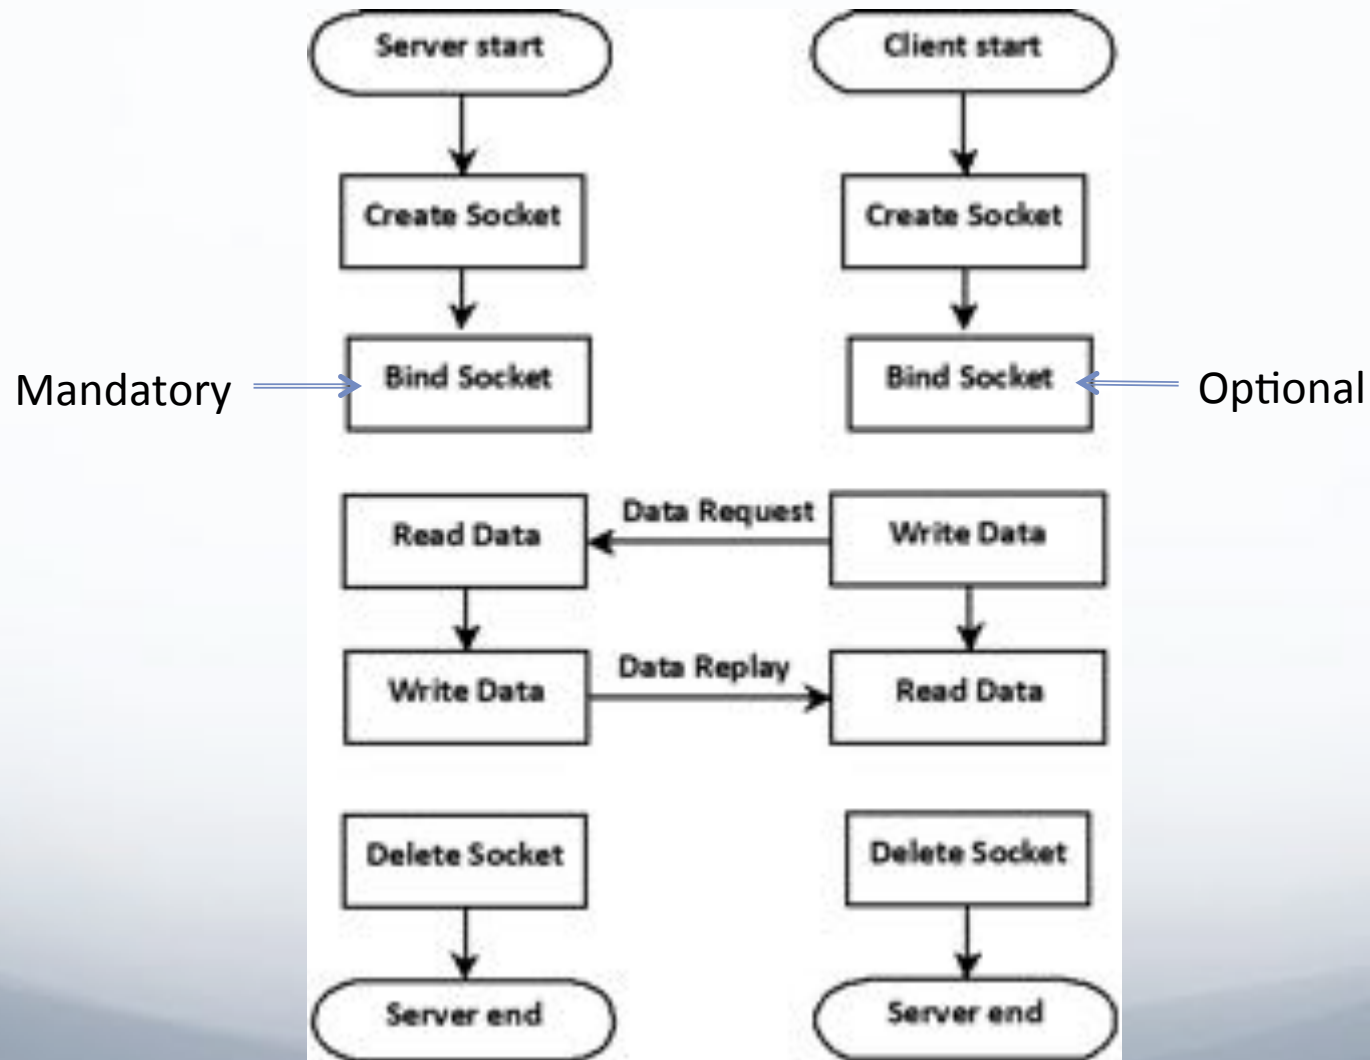 Server start
Client start
Create Socket
Create Socket
Mandatory
Bind Socket
Bind Socket
Optional
Read Data
Data Request
Write Data
Write Data
Data Replay
Read Data
Delete Socket
Delete Socket
Server end
Server end